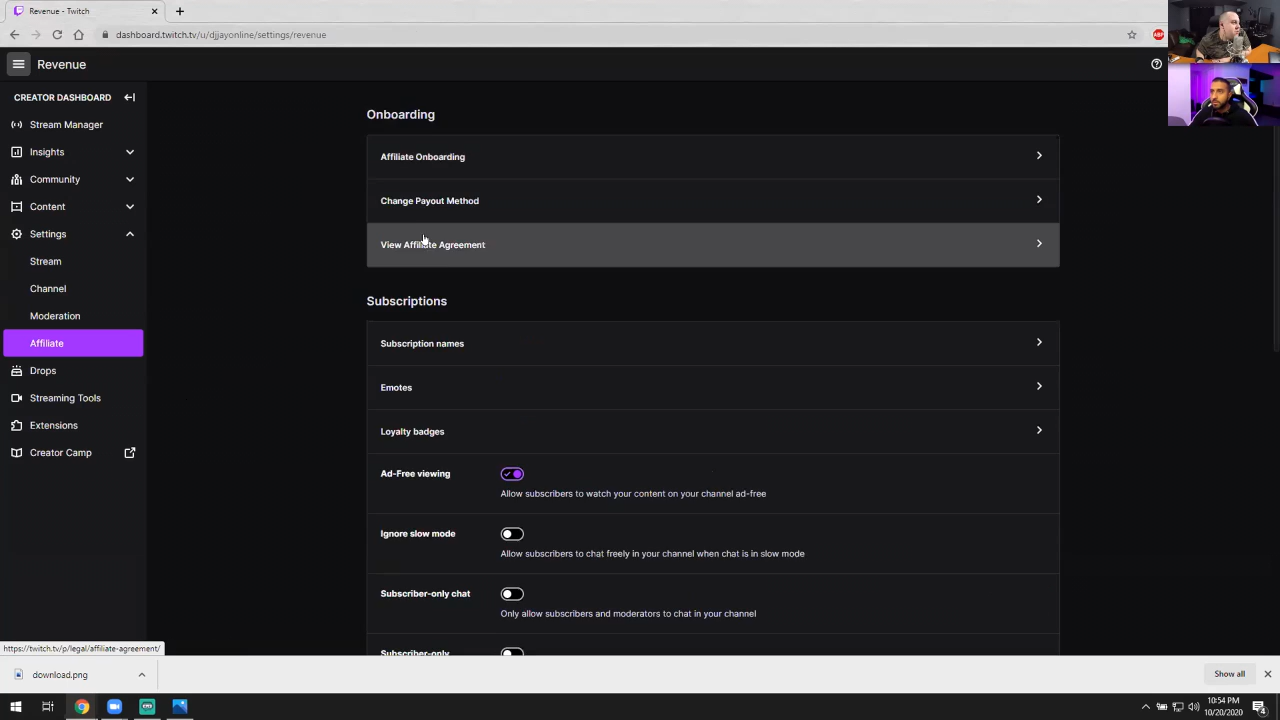 Revenue - Twitch
dashboard.twitch.tv/u/djjayonline/settings/revenue
ABP
Revenue
CREATOR DASHBOARD
Stream Manager
Insights
Community
Content
Settings
Stream
Channel
Moderation
Affiliate
Drops
Streaming Tools
Extensions
Creator Camp
Onboarding
Affiliate Onboarding
Change Payout Method
View Affiliate Agreement
Subscriptions
Subscription names
Emotes
Loyalty badges
Ad-Free viewing
Allow subscribers to watch your content on your channel ad-free
Ignore slow mode
Allow subscribers to chat freely in your channel when chat is in slow mode
Subscriber-only chat
Only allow subscribers and moderators to chat in your channel
Subscriber-only
https://twitch.tv/p/legal/affiliate-agreement/
download.png
Show all
10:54 PM
10/20/2020
4